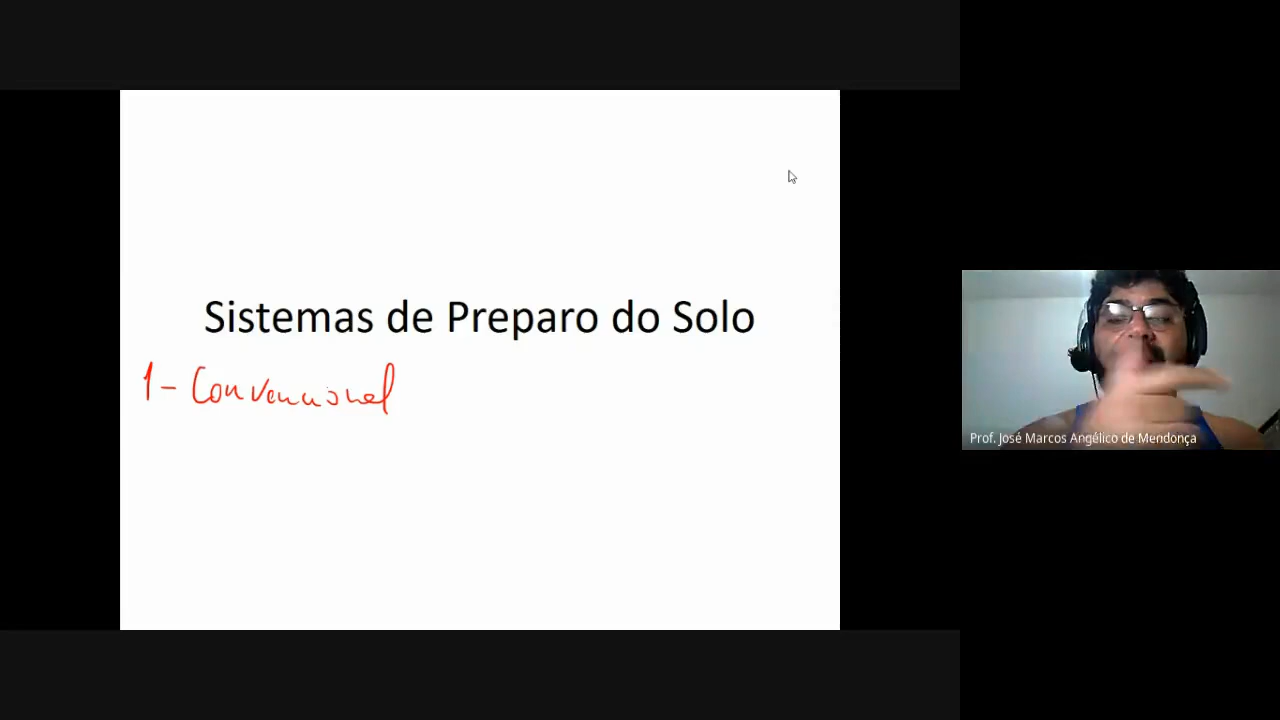 Sistemas de Preparo do Solo
1- Convencional
Prof. José Marcos Angélico de Mendonça